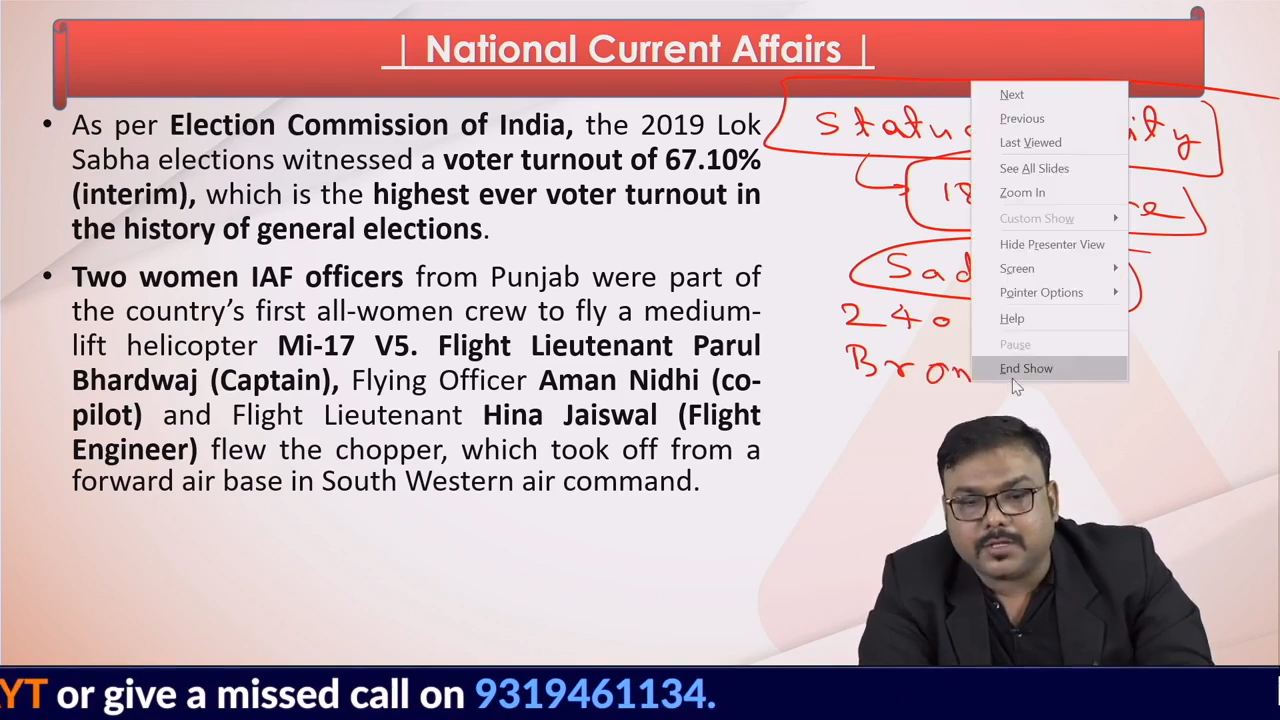 | National Current Affairs |
• As per Election Commission of India, the 2019 Lok
Sabha elections witnessed a voter turnout of 67.10%
(interim), which is the highest ever voter turnout in
the history of general elections.
• Two women IAF officers from Punjab were part of
the country’s first all-women crew to fly a medium-
lift helicopter Mi-17 V5. Flight Lieutenant Parul
Bhardwaj (Captain), Flying Officer Aman Nidhi (co-
pilot) and Flight Lieutenant Hina Jaiswal (Flight
Engineer) flew the chopper, which took off from a
forward air base in South Western air command.
Statu
ity
18
Sad
240
Bron
Next
Previous
Last Viewed
See All Slides
Zoom In
Custom Show
Hide Presenter View
Screen
Pointer Options
Help
Pause
End Show
YT or give a missed call on 9319461134.